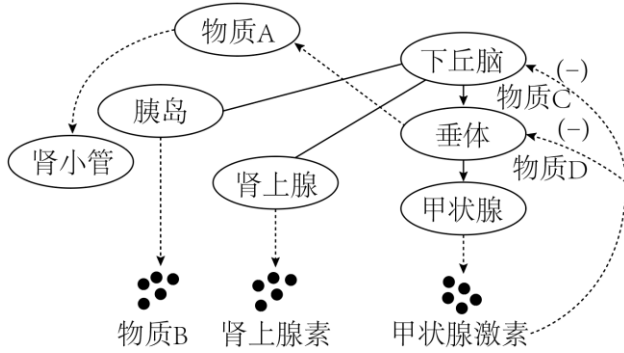 物质A
下丘脑
(-)
胰岛
物质C
垂体
(-)
肾小管
物质D
肾上腺
甲状腺
物质B
肾上腺素
甲状腺激素